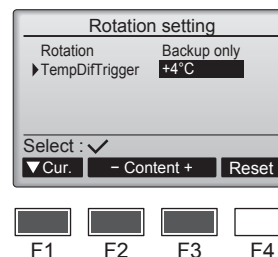 Rotation setting
Rotation Backup only
▶TempDifTrigger +4°C
Select : ✓
▼Cur. − Content + Reset
F1 F2 F3 F4